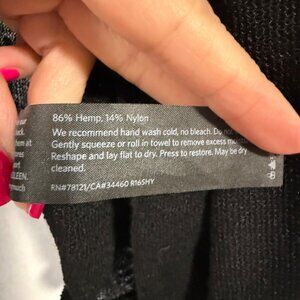 86% Hemp, 14% Nylon
We recommend hand wash cold, no bleach. Do not
Gently squeeze or roll in towel to remove excess
Reshape and lay flat to dry. Press to restore. May be dry
cleaned.
RN#78121/CA#34460 R165HY